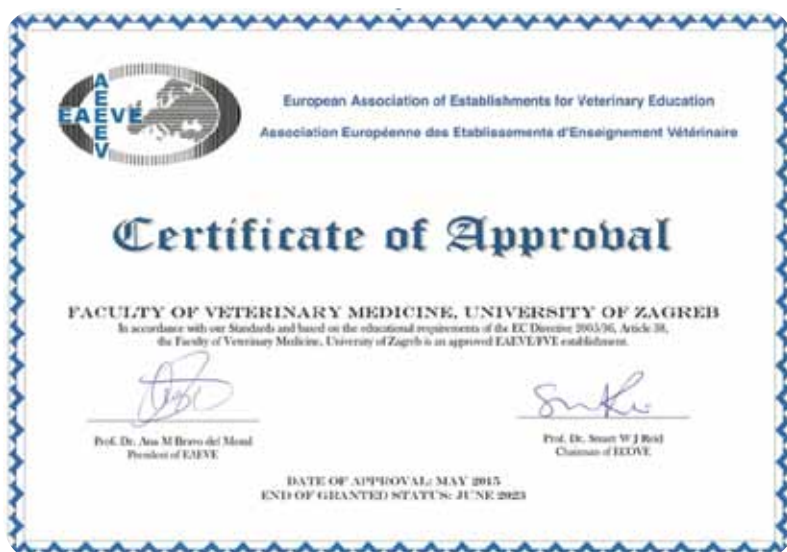 EAEVE
AEEEV
European Association of Establishments for Veterinary Education
Association Européenne des Etablissements d'Enseignement Vétérinaire
Certificate of Approval
FACULTY OF VETERINARY MEDICINE, UNIVERSITY OF ZAGREB
In accordance with our Standards and based on the educational requirements of the EC Directive 2005/36, Article 38,
the Faculty of Veterinary Medicine, University of Zagreb is an approved EAEVE/FVE establishment.
Prof. Dr. Ana M Bravo del Moral
President of EAEVE
Prof. Dr. Stuart W J Reid
Chairman of ECOVE
DATE OF APPROVAL: MAY 2015
END OF GRANTED STATUS: JUNE 2023